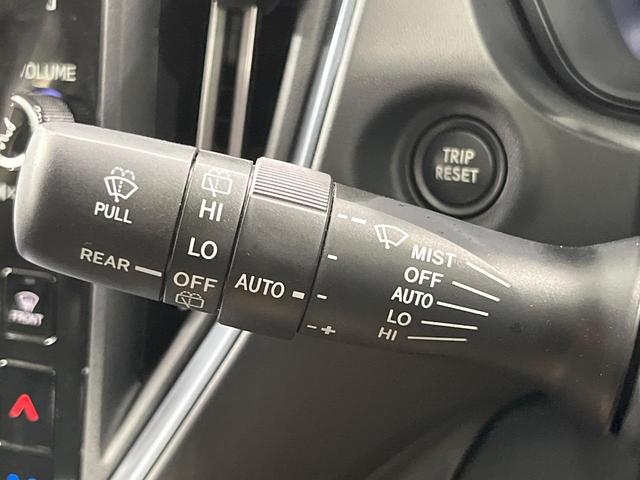 VOLUME
TRIP
RESET
PULL
REAR
HI
LO
OFF
AUTO
- +
MIST
OFF
AUTO
LO
HI
FRONT